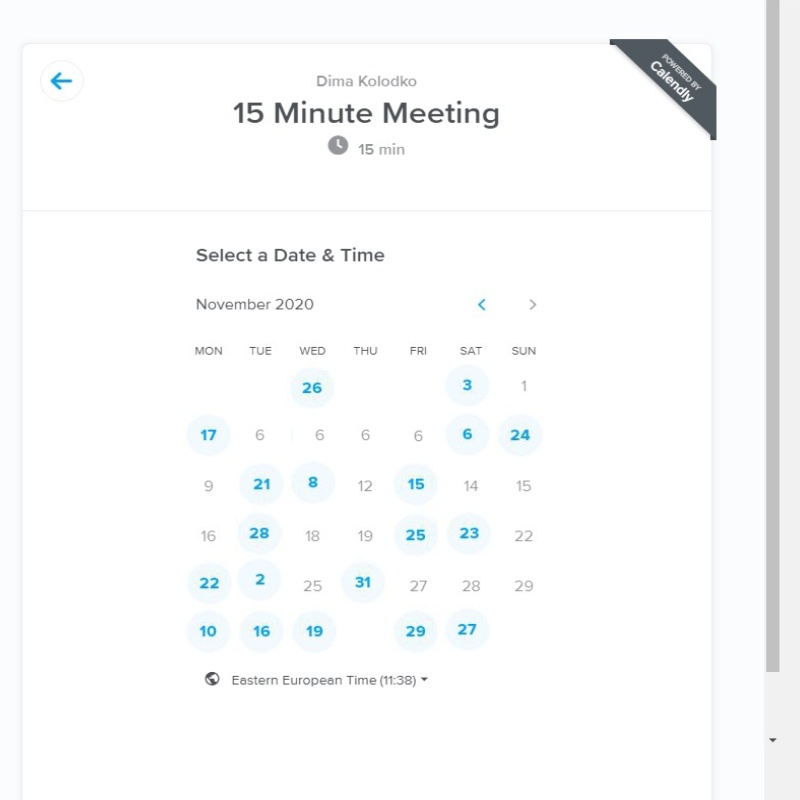 POWERED BY
Calendly
Dima Kolodko
15 Minute Meeting
15 min
Select a Date & Time
November 2020
MON TUE WED THU FRI SAT SUN
26 3 1
17 6 6 6 6 6 24
9 21 8 12 15 14 15
16 28 18 19 25 23 22
22 2 25 31 27 28 29
10 16 19 29 27
Eastern European Time (11:38)